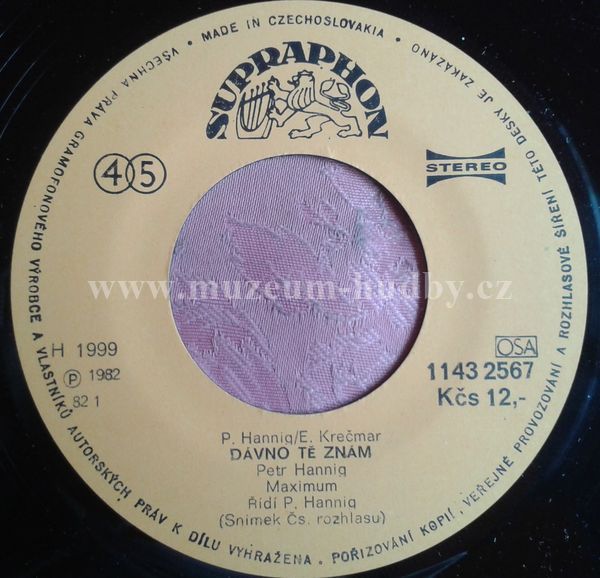 VŠECHNA PRÁVA GRAMOFONOVÉHO VÝROBCE A VLASTNÍKŮ AUTORSKÝCH PRÁV K DÍLU VYHRAŽENA. POŘIZOVÁNÍ KOPIÍ. VEŘEJNÉ PROVOZOVÁNÍ A ROZHLASOVÉ ŠÍŘENÍ TÉTO DESKY JE ZAKÁZÁNO
• MADE IN CZECHOSLOVAKIA •
SUPRAPHON
45
STEREO
www.muzeum-hudby.cz
H 1999
Ⓟ 1982
82 1
OSA
1143 2567
Kčs 12,-
P. Hannig/E. Krečmar
DÁVNO TĚ ZNÁM
Petr Hannig
Maximum
Řídí P. Hannig
(Snímek Čs. rozhlasu)